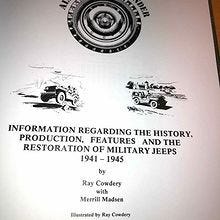 INFORMATION REGARDING THE HISTORY,
PRODUCTION, FEATURES AND THE
RESTORATION OF MILITARY JEEPS
1941 – 1945
by
Ray Cowdery
with
Merrill Madsen
Illustrated by Ray Cowdery